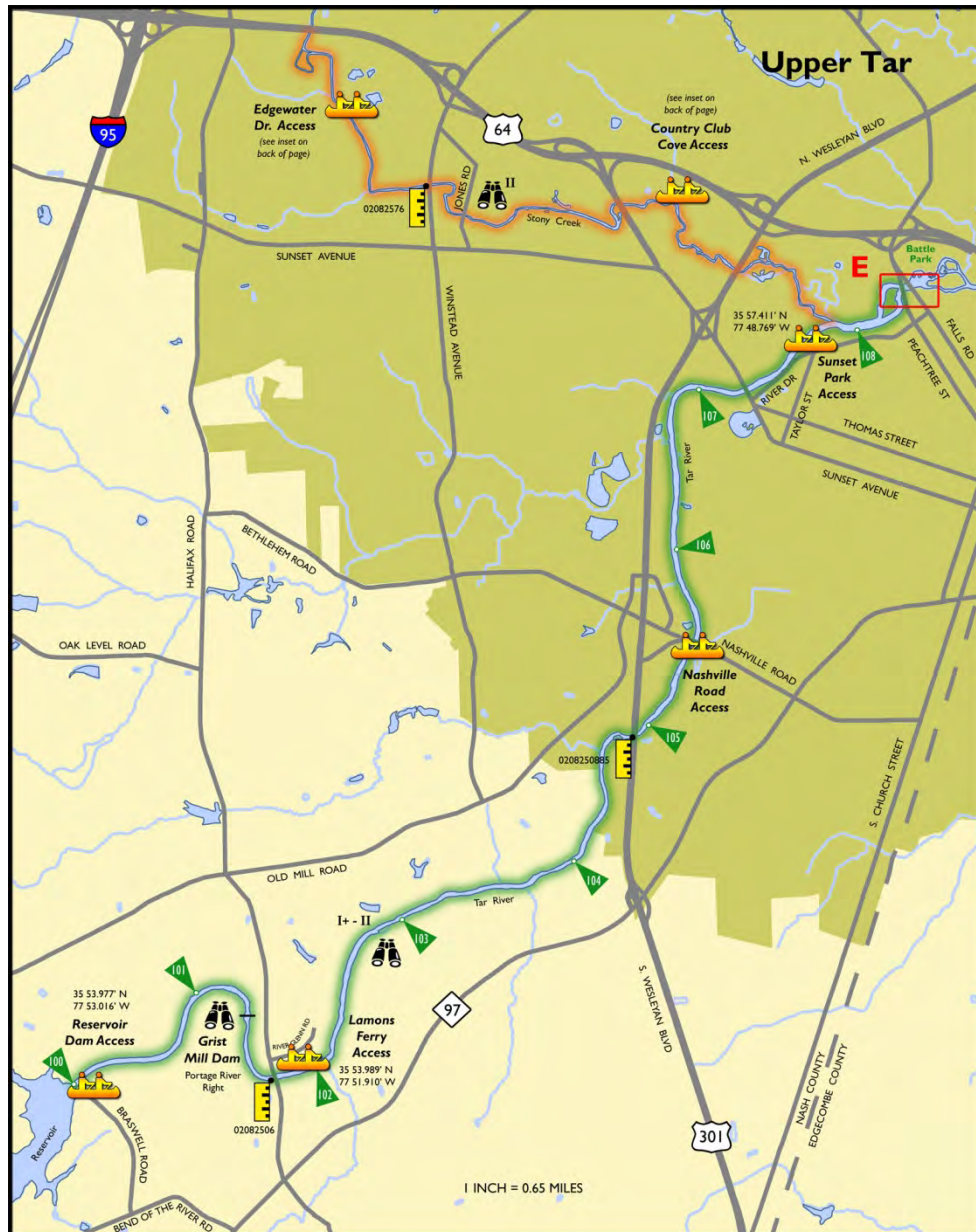 Upper Tar
95
Edgewater
Dr. Access
(see inset on
back of page)
64
(see inset on
back of page)
Country Club
Cove Access
N. WESLEYAN BLVD
02082576
JONES RD
II
Stony Creek
SUNSET AVENUE
WINSTEAD AVENUE
Battle
Park
E
35 57.411' N
77 48.769' W
108
FALLS RD
PEACHTREE ST
Sunset
Park
Access
RIVER DR
TAYLOR ST
107
THOMAS STREET
SUNSET AVENUE
Tar River
HALIFAX ROAD
BETHLEHEM ROAD
106
OAK LEVEL ROAD
NASHVILLE ROAD
Nashville
Road
Access
105
0208250885
S. CHURCH STREET
OLD MILL ROAD
104
Tar River
I+ - II
103
101
35 53.977' N
77 53.016' W
Reservoir
Dam Access
100
Grist
Mill Dam
Portage River
Right
RIVER GLENN RD
Lamons
Ferry
Access
35 53.989' N
77 51.910' W
102
97
S. WESLEYAN BLVD
NASH COUNTY
EDGECOMBE COUNTY
02082506
Reservoir
BRASWELL ROAD
301
1 INCH = 0.65 MILES
BEND OF THE RIVER RD